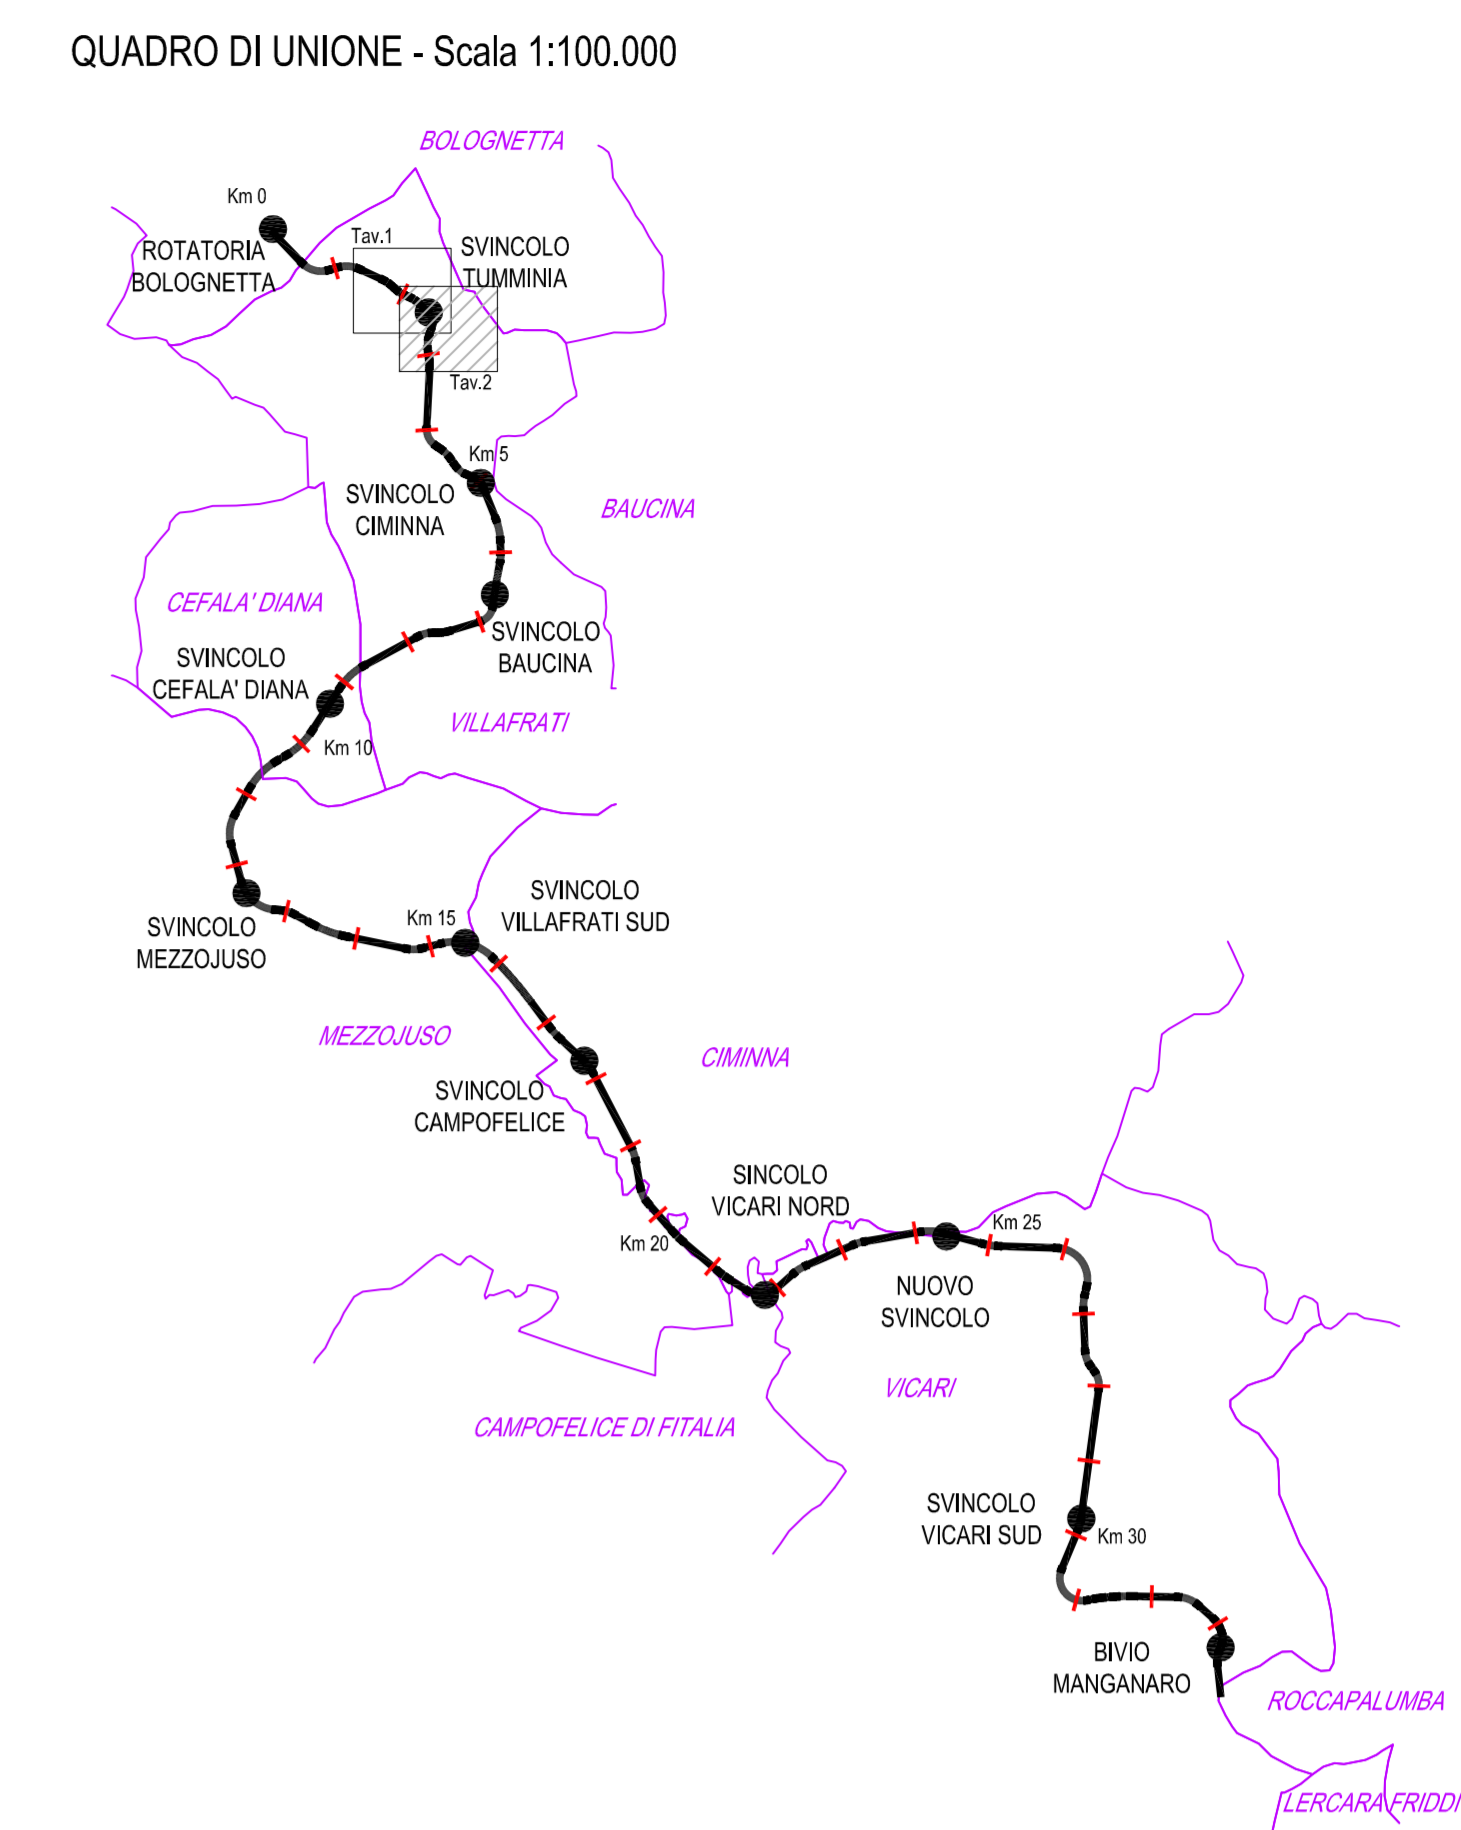 QUADRO DI UNIONE - Scala 1:100.000
BOLOGNETTA
Km 0
ROTATORIA
BOLOGNETTA
Tav.1
SVINCOLO
TUMMINIA
Tav.2
Km 5
SVINCOLO
CIMINNA
BAUCINA
CEFALA' DIANA
SVINCOLO
BAUCINA
SVINCOLO
CEFALA' DIANA
VILLAFRATI
Km 10
SVINCOLO
VILLAFRATI SUD
Km 15
SVINCOLO
MEZZOJUSO
MEZZOJUSO
CIMINNA
SVINCOLO
CAMPOFELICE
SINCOLO
VICARI NORD
Km 20
Km 25
NUOVO
SVINCOLO
VICARI
CAMPOFELICE DI FITALIA
SVINCOLO
VICARI SUD
Km 30
BIVIO
MANGANARO
ROCCAPALUMBA
LERCARA FRIDDI